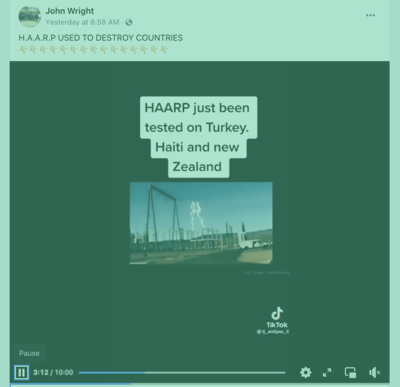 John Wright
Yesterday at 8:58 AM ·
H.A.A.R.P USED TO DESTROY COUNTRIES
HAARP just been
tested on Turkey.
Haiti and new
Zealand
TikTok
Pause
3:12 / 10:00